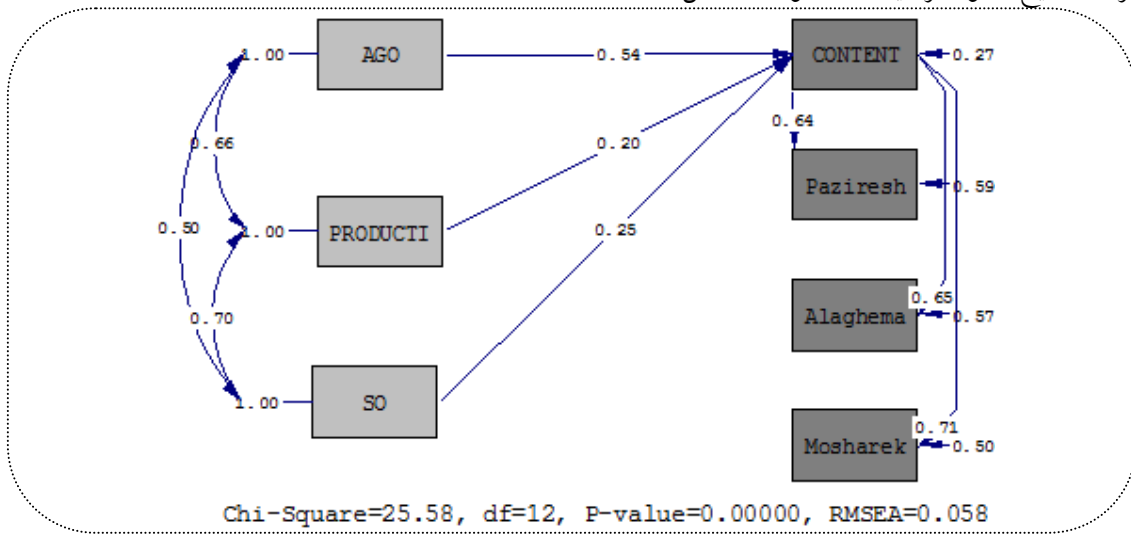 1.00 AGO 0.54 CONTENT 0.27
0.66 0.64
0.20 Paziresh 0.59
0.50 1.00 PRODUCTI 0.25
0.70 Alaghema 0.65 0.57
1.00 SO
Mosharek 0.71 0.50
Chi-Square=25.58, df=12, P-value=0.00000, RMSEA=0.058